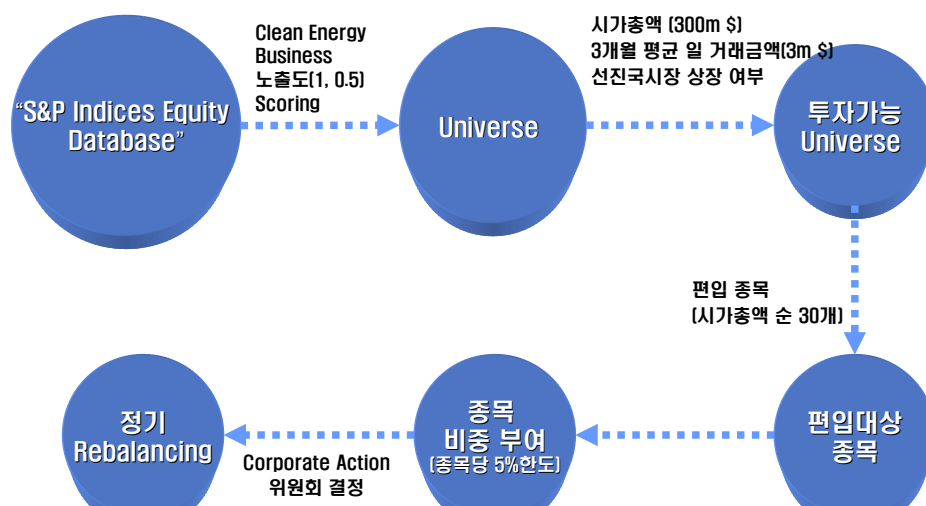 Clean Energy
Business
노출도(1, 0.5)
Scoring
시가총액 (300m $)
3개월 평균 일 거래금액(3m $)
선진국시장 상장 여부
“S&P Indices Equity
Database”
Universe
투자가능
Universe
편입 종목
(시가총액 순 30개)
정기
Rebalancing
Corporate Action
위원회 결정
종목
비중 부여
(종목당 5%한도)
편입대상
종목